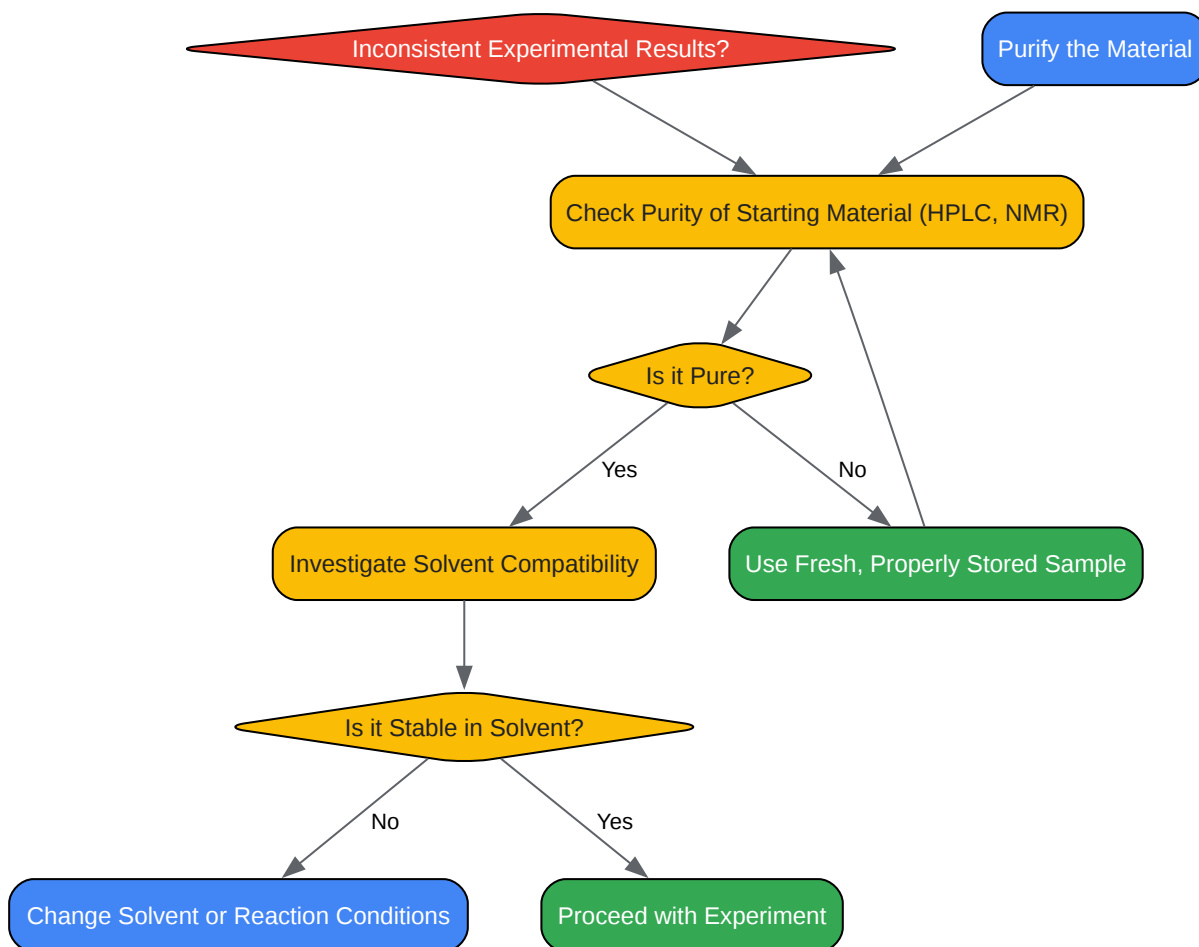 Inconsistent Experimental Results?
Purify the Material
Check Purity of Starting Material (HPLC, NMR)
Is it Pure?
Yes
No
Investigate Solvent Compatibility
Use Fresh, Properly Stored Sample
Is it Stable in Solvent?
No
Yes
Change Solvent or Reaction Conditions
Proceed with Experiment